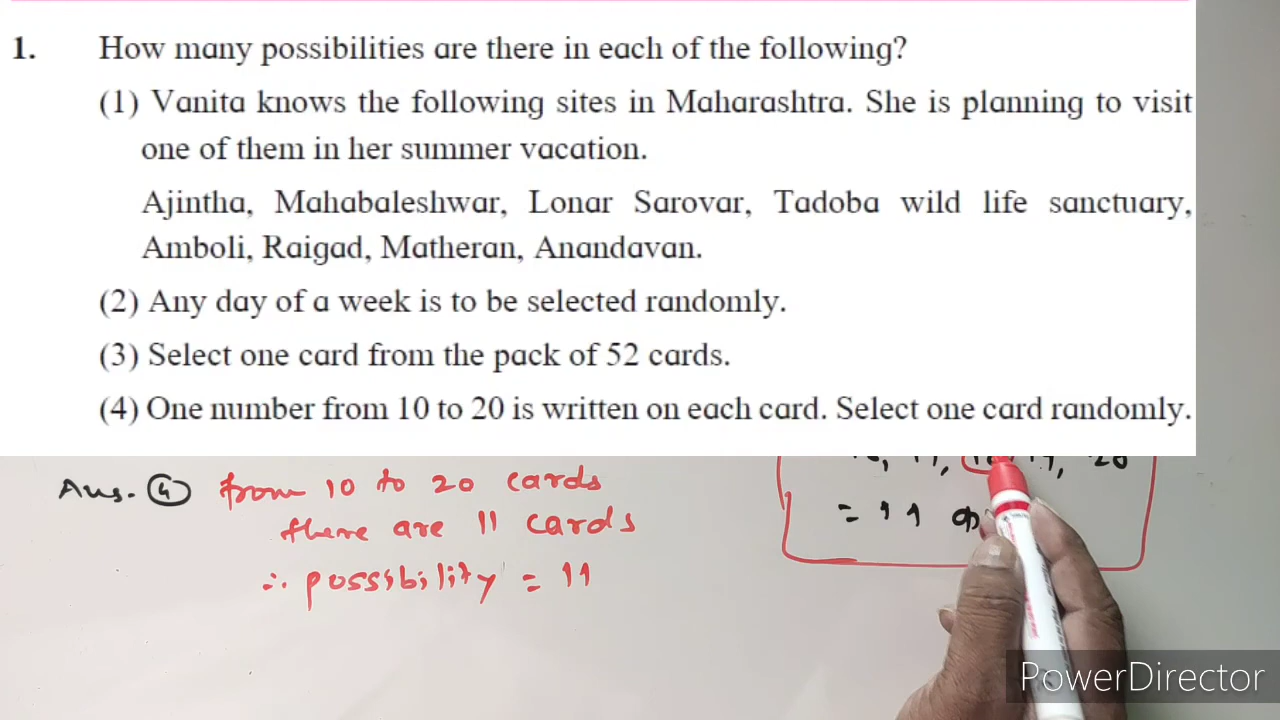 1. How many possibilities are there in each of the following?
(1) Vanita knows the following sites in Maharashtra. She is planning to visit
one of them in her summer vacation.
Ajintha, Mahabaleshwar, Lonar Sarovar, Tadoba wild life sanctuary,
Amboli, Raigad, Matheran, Anandavan.
(2) Any day of a week is to be selected randomly.
(3) Select one card from the pack of 52 cards.
(4) One number from 10 to 20 is written on each card. Select one card randomly.
Ans. ④ from 10 to 20 cards
there are 11 cards
∴ possibility = 11
20
= 11
PowerDirector